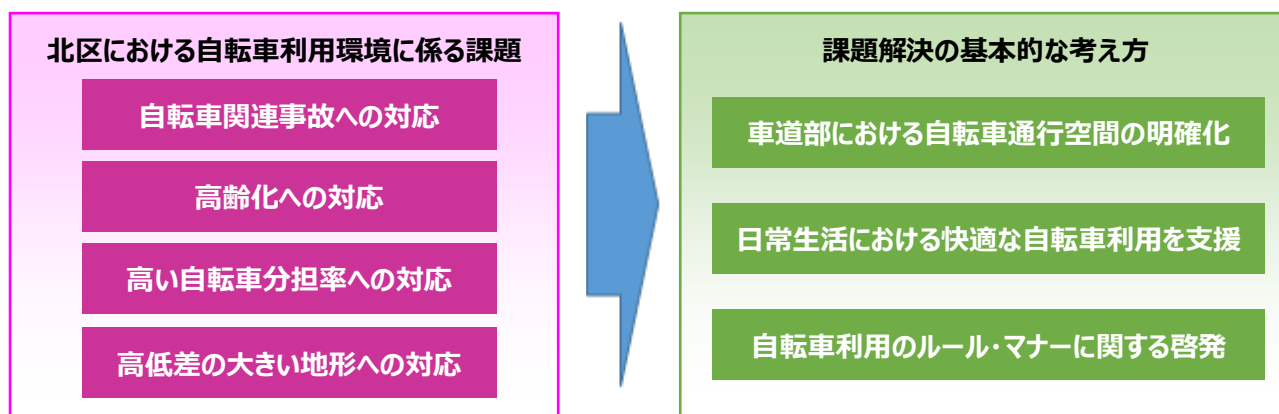 北区における自転車利用環境に係る課題
自転車関連事故への対応
高齢化への対応
高い自転車分担率への対応
高低差の大きい地形への対応
課題解決の基本的な考え方
車道部における自転車通行空間の明確化
日常生活における快適な自転車利用を支援
自転車利用のルール・マナーに関する啓発